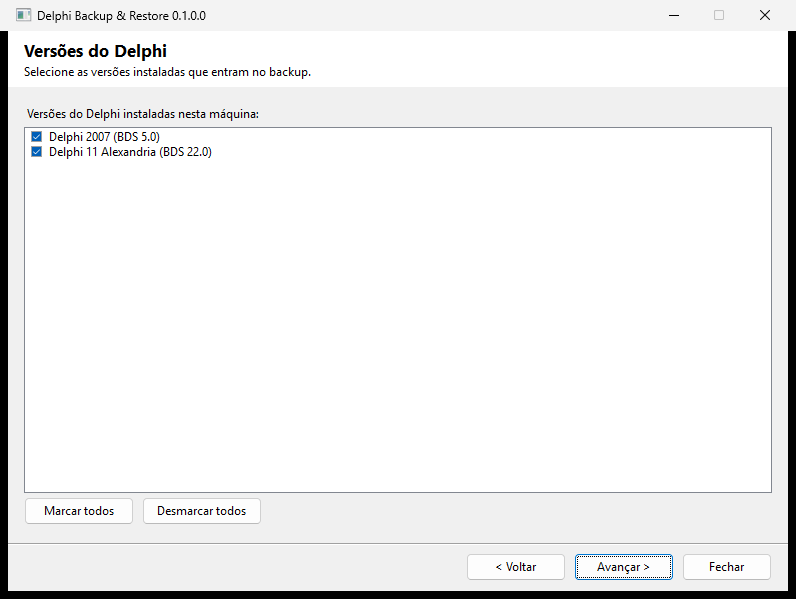 Delphi Backup & Restore 0.1.0.0
Versões do Delphi
Selecione as versões instaladas que entram no backup.
Versões do Delphi instaladas nesta máquina:
Delphi 2007 (BDS 5.0)
Delphi 11 Alexandria (BDS 22.0)
Marcar todos
Desmarcar todos
< Voltar
Avançar >
Fechar